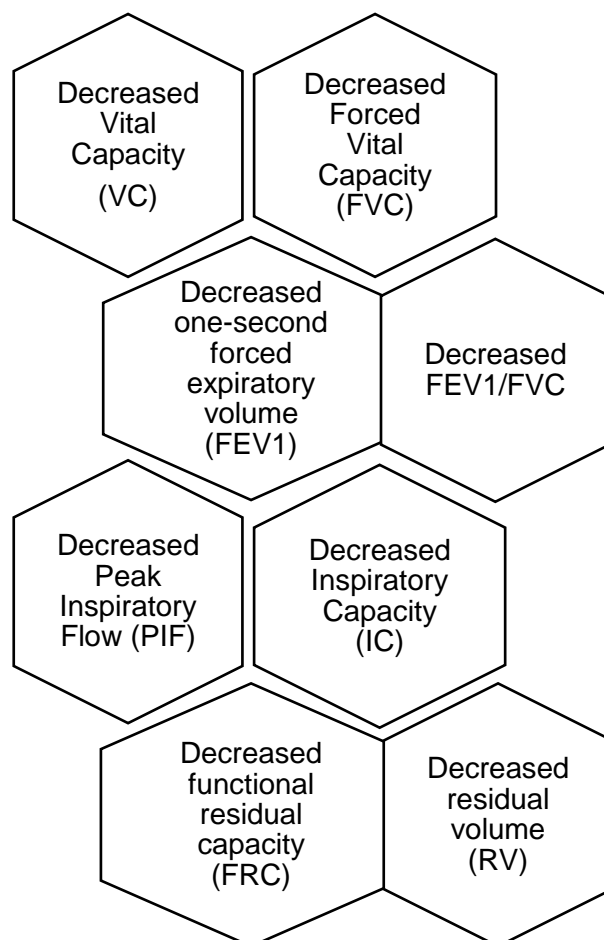 Decreased
Vital
Capacity
(VC)
Decreased
Forced
Vital
Capacity
(FVC)
Decreased
one-second
forced
expiratory
volume
(FEV1)
Decreased
FEV1/FVC
Decreased
Peak
Inspiratory
Flow (PIF)
Decreased
Inspiratory
Capacity
(IC)
Decreased
functional
residual
capacity
(FRC)
Decreased
residual
volume
(RV)